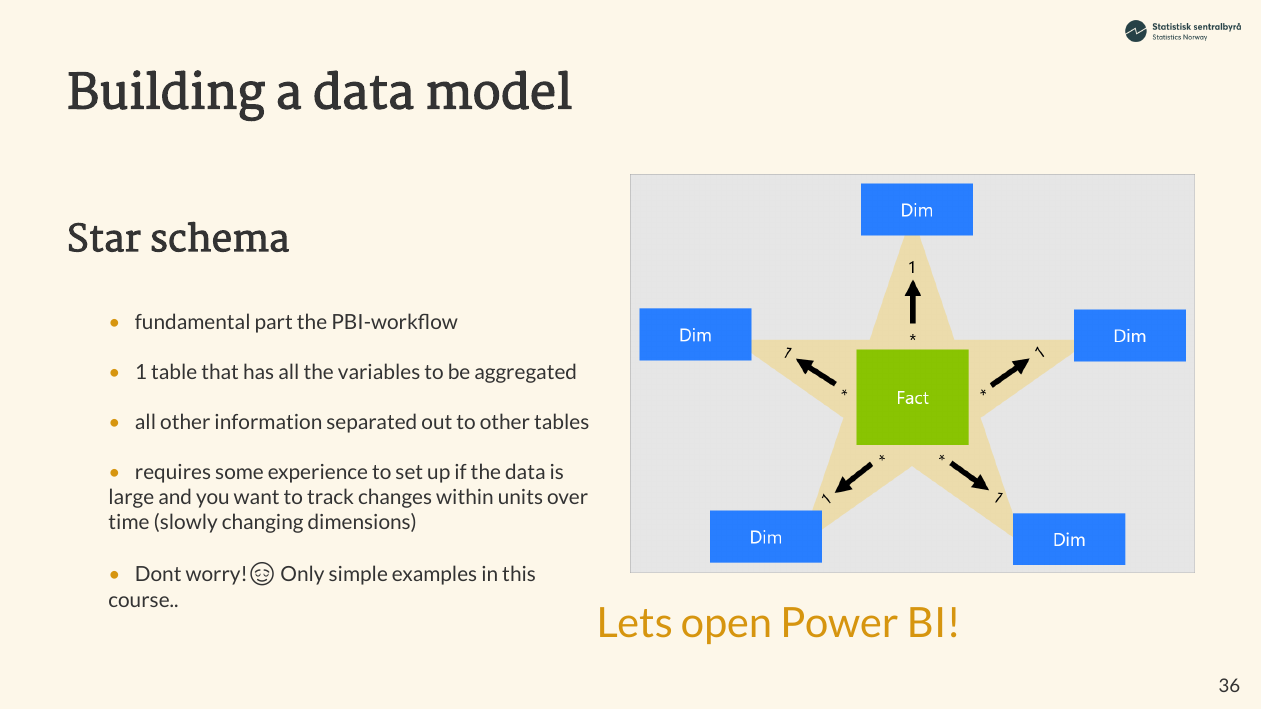 Statistisk sentralbyrå
Statistics Norway
Building a data model
Star schema
• fundamental part the PBI-workflow
• 1 table that has all the variables to be aggregated
• all other information separated out to other tables
• requires some experience to set up if the data is
large and you want to track changes within units over
time (slowly changing dimensions)
• Dont worry!😌 Only simple examples in this
course..
Dim
1
*
Dim
1
*
Dim
1
*
Fact
*
1
*
1
Dim
Dim
Lets open Power BI!
36